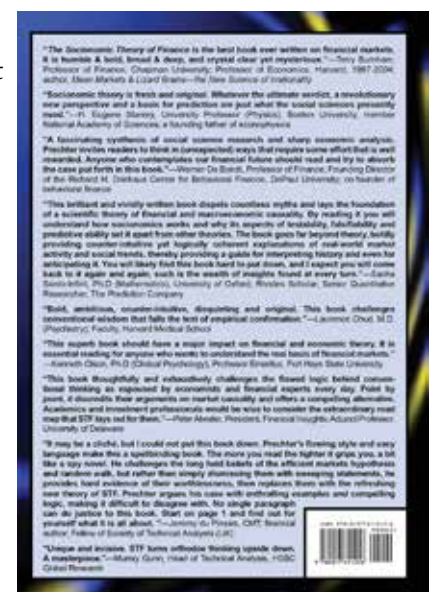 t
"The Socionomic Theory of Finance is the best book ever written on financial markets.
It is humble & bold, broad & deep, and crystal clear yet mysterious."—Terry Burnham,
Professor of Finance, Chapman University; Professor of Economics, Harvard, 1997-2004;
author, Mean Markets & Lizard Brains—the New Science of Irrationality
"Socionomic theory is fresh and original. Whatever the ultimate verdict, a revolutionary
new perspective and a basis for prediction are just what the social sciences presently
need."—H. Eugene Stanley, University Professor (Physics), Boston University, member
National Academy of Sciences, a founding father of econophysics
"A fascinating synthesis of social science research and sharp economic analysis.
Prechter invites readers to think in (unexpected) ways that require some effort that is well
rewarded. Anyone who contemplates our financial future should read and try to absorb
the case put forth in this book."—Werner De Bondt, Professor of Finance, Founding Director
of the Richard H. Driehaus Center for Behavioral Finance, DePaul University; co-founder of
behavioral finance
"This brilliant and vividly written book dispels countless myths and lays the foundation
of a scientific theory of financial and macroeconomic causality. By reading it you will
understand how socionomics works and why its aspects of testability, falsifiability and
predictive ability set it apart from other theories. The book goes far beyond theory, boldly
providing counter-intuitive yet logically coherent explanations of real-world market
activity and social trends, thereby providing a guide for interpreting history and even for
anticipating it. You will likely find this book hard to put down, and I expect you will come
back to it again and again, such is the wealth of insights found at every turn."—Sacha
Ph.D (Mathematics), University of Oxford, Rhodes Scholar, Senior Quantitative
Researcher, The Prediction Company
"Bold, ambitious, counter-intuitive, disquieting and original. This book challenges
conventional wisdom that fails the test of empirical confirmation."—Laurence M.D.
(Psychiatry), Faculty, Harvard Medical School
"This superb book should have a major impact on financial and economic theory. It is
essential reading for anyone who wants to understand the real basis of financial markets."
—Kenneth Olson, Ph.D (Clinical Psychology), Professor Emeritus, Fort Hays State University
"This book thoughtfully and exhaustively challenges the flawed logic behind conven-
tional thinking as espoused by economists and financial experts every day. Point by
point, it discredits their arguments on market causality and offers a compelling alternative.
Academics and investment professionals would be wise to consider the extraordinary road
map that STF lays out for them."—Peter President, Financial Insights; Adjunct Professor,
University of Delaware
"It may be a cliché, but I could not put this book down. Prechter's flowing style and easy
language make this a spellbinding book. The more you read the tighter it grips you, a bit
like a spy novel. He challenges the long held beliefs of the efficient markets hypothesis
and random walk, but rather than simply dismissing them with sweeping statements, he
provides hard evidence of their worthlessness, then replaces them with the refreshing
new theory of STF. Prechter argues his case with enthralling examples and compelling
logic, making it difficult to disagree with. No single paragraph
can do justice to this book. Start on page 1 and find out for
yourself what it is all about."—Jeremy du Plessis, CMT, financial
author, Fellow of Society of Technical Analysts (UK)
"Unique and incisive. STF turns orthodox thinking upside down.
A masterpiece."—Murray Gunn, Head of Technical Analysis, HSBC
Global Research